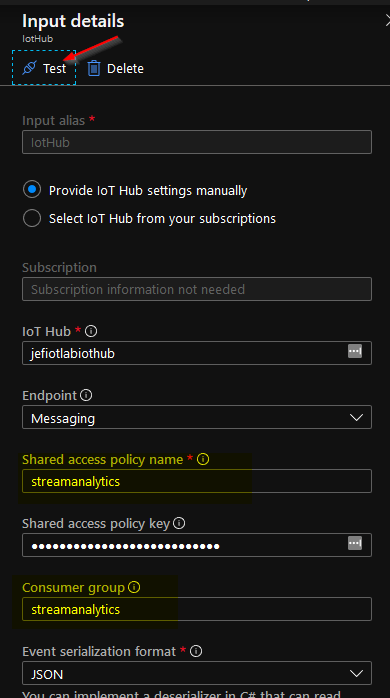 Input details
IotHub
Test Delete
Input alias *
IotHub
Provide IoT Hub settings manually
Select IoT Hub from your subscriptions
Subscription
Subscription information not needed
IoT Hub *
jefiotlabiothub
Endpoint
Messaging
Shared access policy name *
streamanalytics
Shared access policy key
••••••••••••••••••••••••••••
Consumer group
streamanalytics
Event serialization format *
JSON
You can implement a deserializer in C# that can read